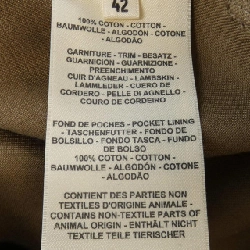 42
100% COTON - COTTON -
BAUMWOLLE - ALGODON - COTONE
- ALGODÃO
GARNITURE - TRIM - BESATZ -
GUARNICION - GUARNIZIONE -
PREENCHIMENTO
CUIR D'AGNEAU - LAMBSKIN -
LAMMLEDER - CUERO DE
CORDERO - PELLE DI AGNELLO -
COURO DE CORDEIRO
FOND DE POCHES - POCKET LINING
- TASCHENFUTTER - FONDO DE
BOLSILLO - FONDO TASCA - FUNDO
DE BOLSO
100% COTON - COTTON -
BAUMWOLLE - ALGODON - COTONE
- ALGODÃO
CONTIENT DES PARTIES NON
TEXTILES D'ORIGINE ANIMALE -
CONTAINS NON-TEXTILE PARTS OF
ANIMAL ORIGIN - ENTHÄLT NICHT
TEXTILE TEILE TIERISCHER